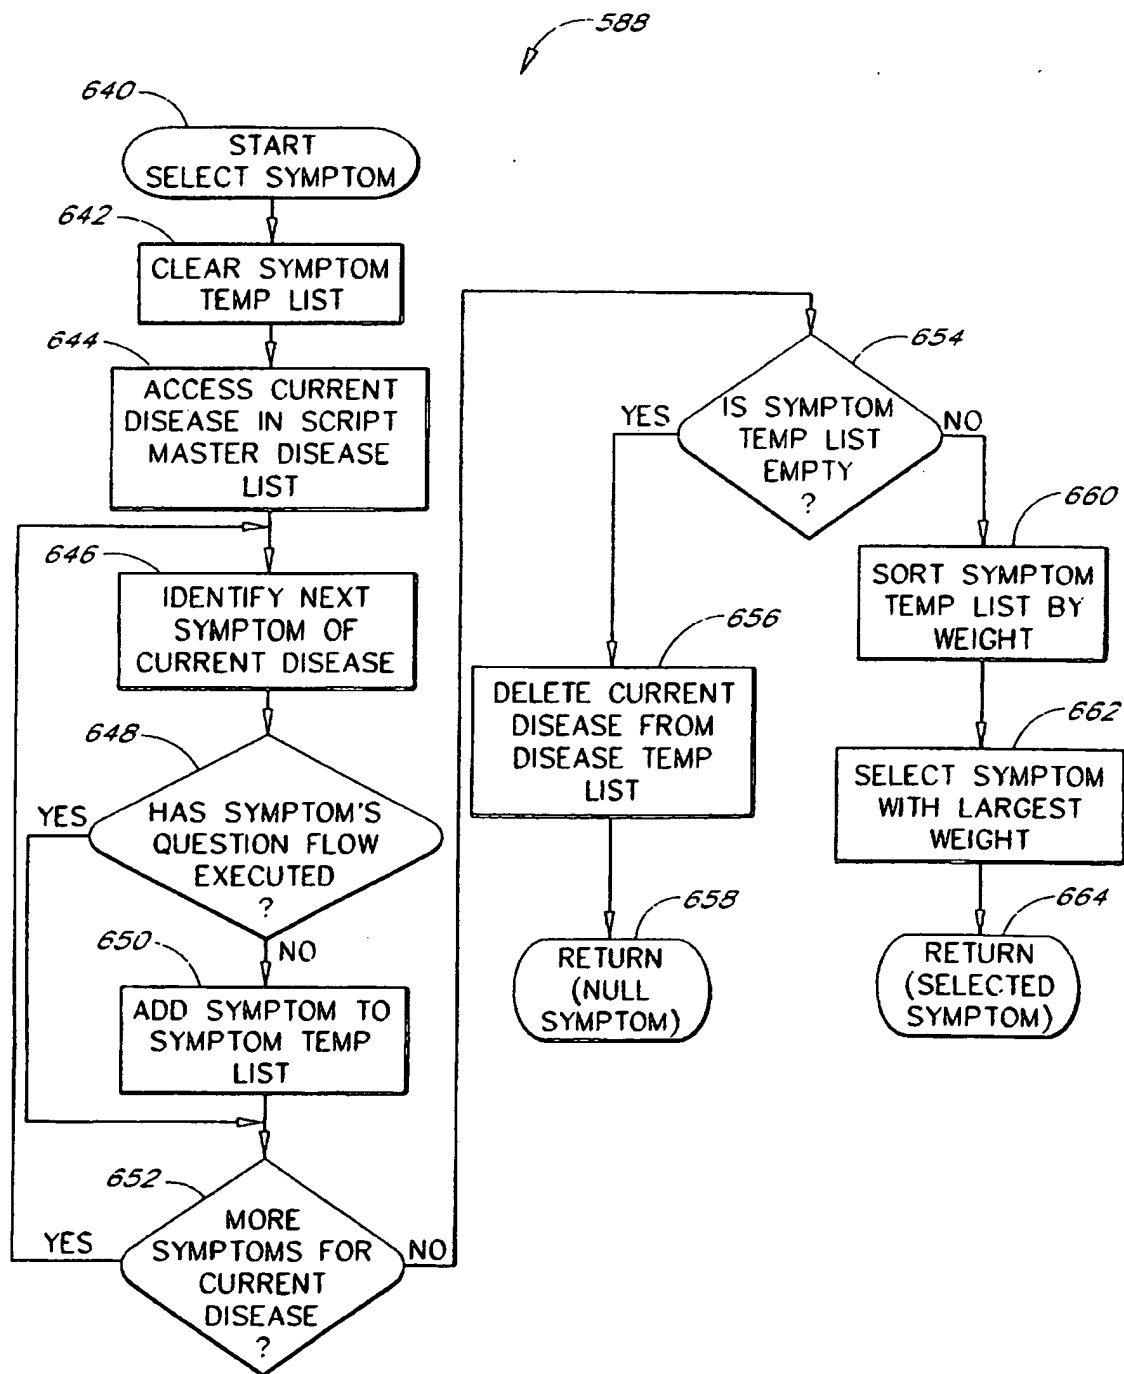 588
640
START
SELECT SYMPTOM
642
CLEAR SYMPTOM
TEMP LIST
644
ACCESS CURRENT
DISEASE IN SCRIPT
MASTER DISEASE
LIST
646
IDENTIFY NEXT
SYMPTOM OF
CURRENT DISEASE
648
YES
HAS SYMPTOM'S
QUESTION FLOW
EXECUTED
?
NO
650
ADD SYMPTOM TO
SYMPTOM TEMP
LIST
652
YES
MORE
SYMPTOMS FOR
CURRENT
DISEASE
?
NO
654
YES
IS SYMPTOM
TEMP LIST
EMPTY
?
NO
656
DELETE CURRENT
DISEASE FROM
DISEASE TEMP
LIST
658
RETURN
(NULL
SYMPTOM)
660
SORT SYMPTOM
TEMP LIST BY
WEIGHT
662
SELECT SYMPTOM
WITH LARGEST
WEIGHT
664
RETURN
(SELECTED
SYMPTOM)